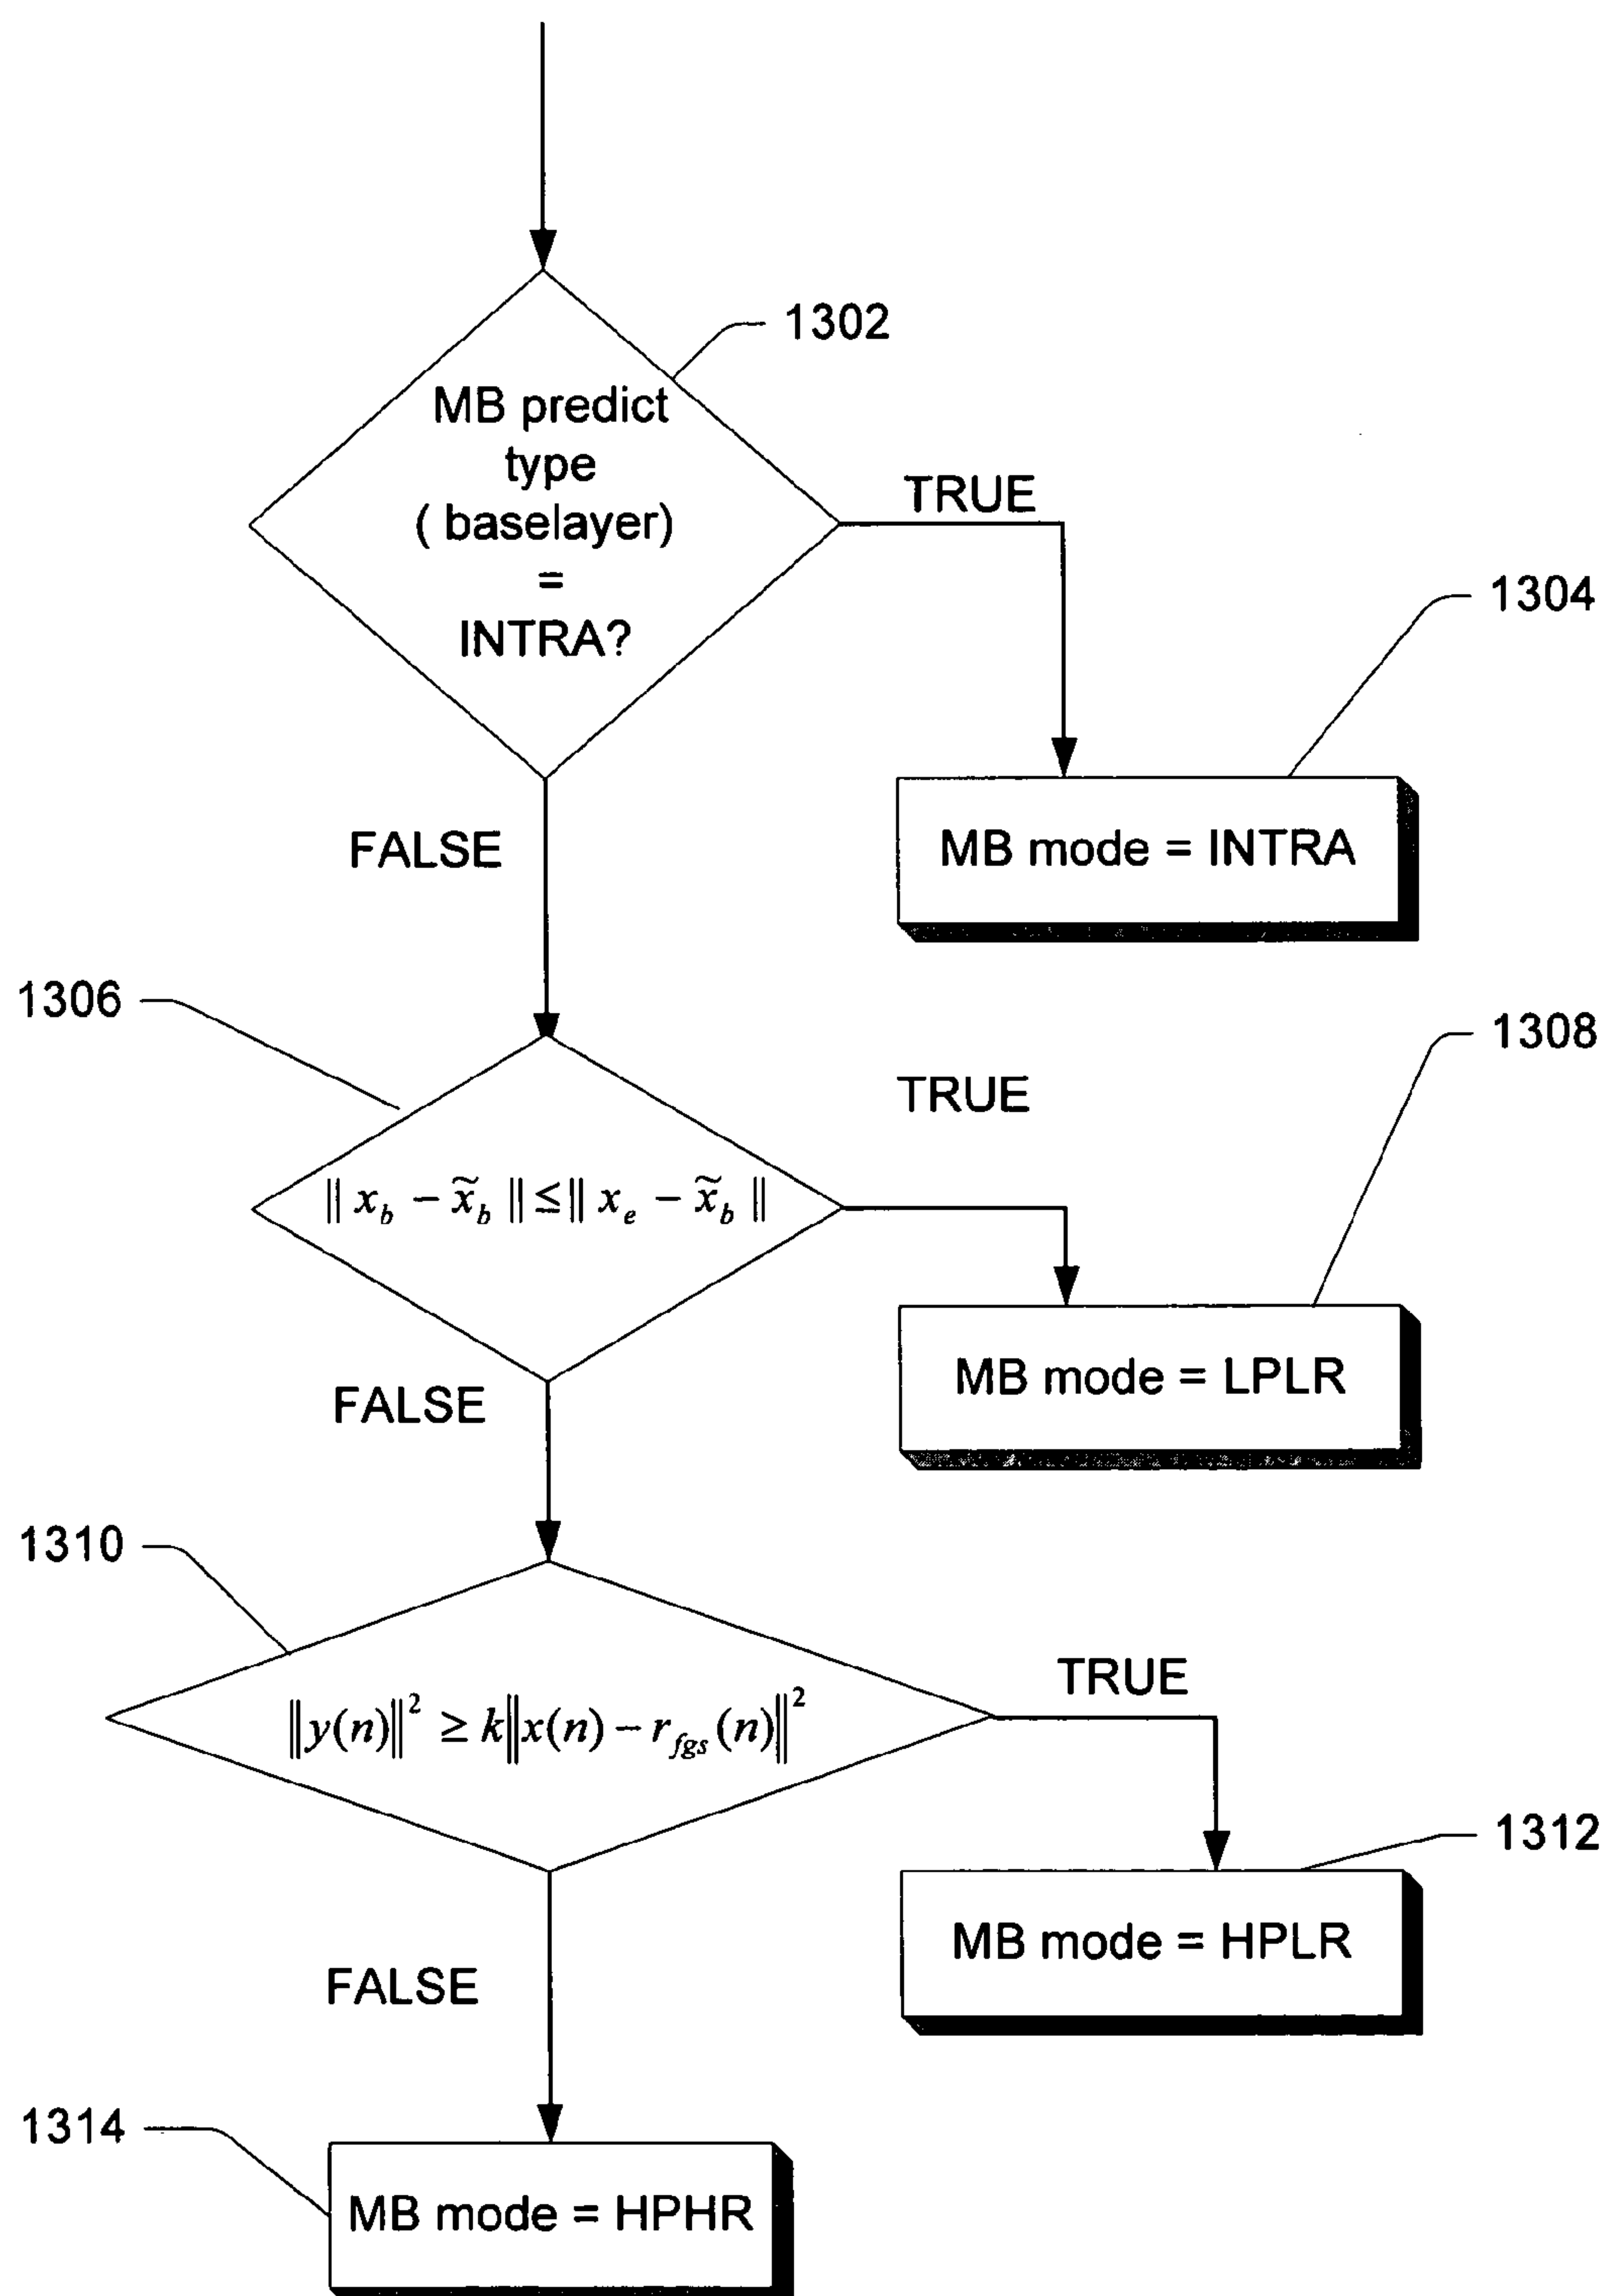 1302
MB predict
type
( baselayer)
=
INTRA?
TRUE
1304
MB mode = INTRA
FALSE
1306
1308
TRUE
‖ x_b − x̃_b ‖ ≤ ‖ x_e − x̃_b ‖
MB mode = LPLR
FALSE
1310
TRUE
‖y(n)‖² ≥ k‖x(n) − r_fgs(n)‖²
1312
MB mode = HPLR
FALSE
1314
MB mode = HPHR